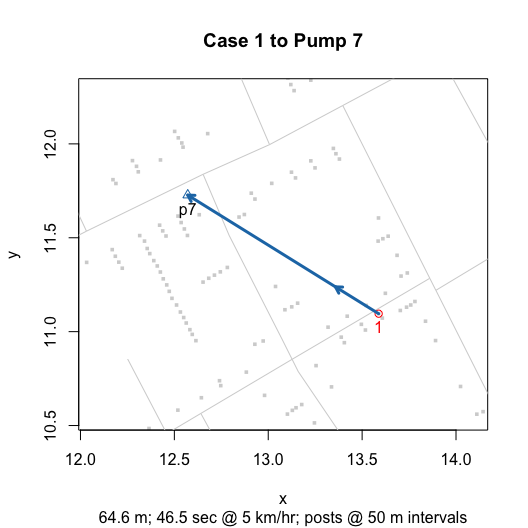 Case 1 to Pump 7
12.0
11.5
11.0
10.5
y
p7
1
12.0 12.5 13.0 13.5 14.0
x
64.6 m; 46.5 sec @ 5 km/hr; posts @ 50 m intervals